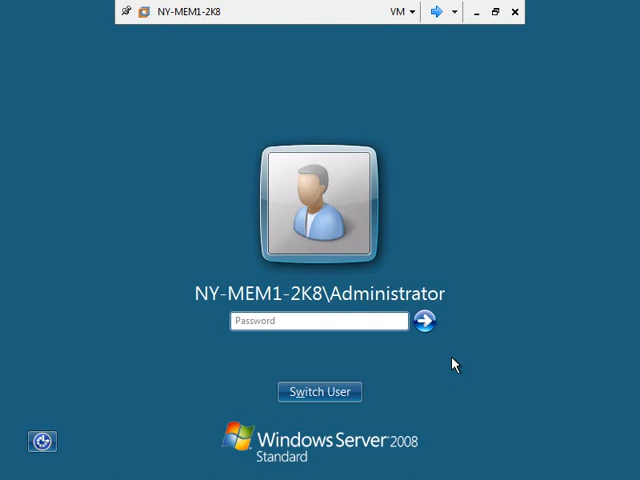 NY-MEM1-2K8
VM
NY-MEM1-2K8\Administrator
Password
Switch User
Windows Server 2008
Standard